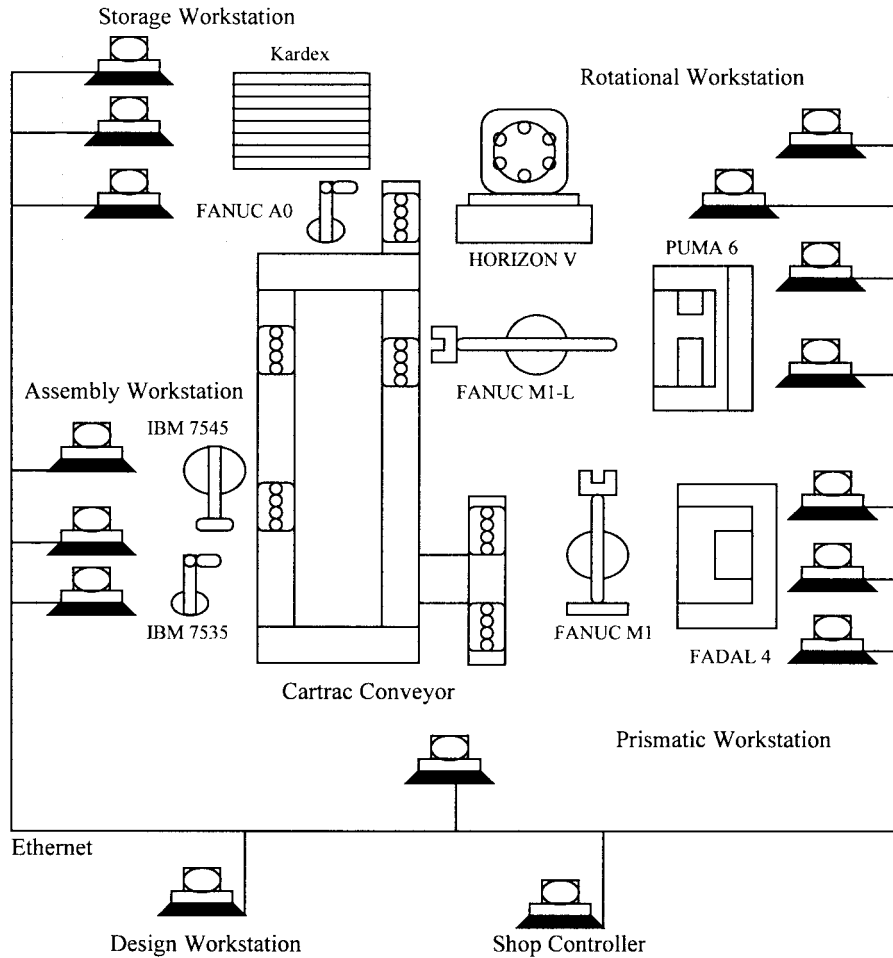 Storage Workstation
Kardex
Rotational Workstation
FANUC A0
HORIZON V
PUMA 6
Assembly Workstation
IBM 7545
FANUC M1-L
IBM 7535
FANUC M1
FADAL 4
Cartrac Conveyor
Prismatic Workstation
Ethernet
Design Workstation
Shop Controller